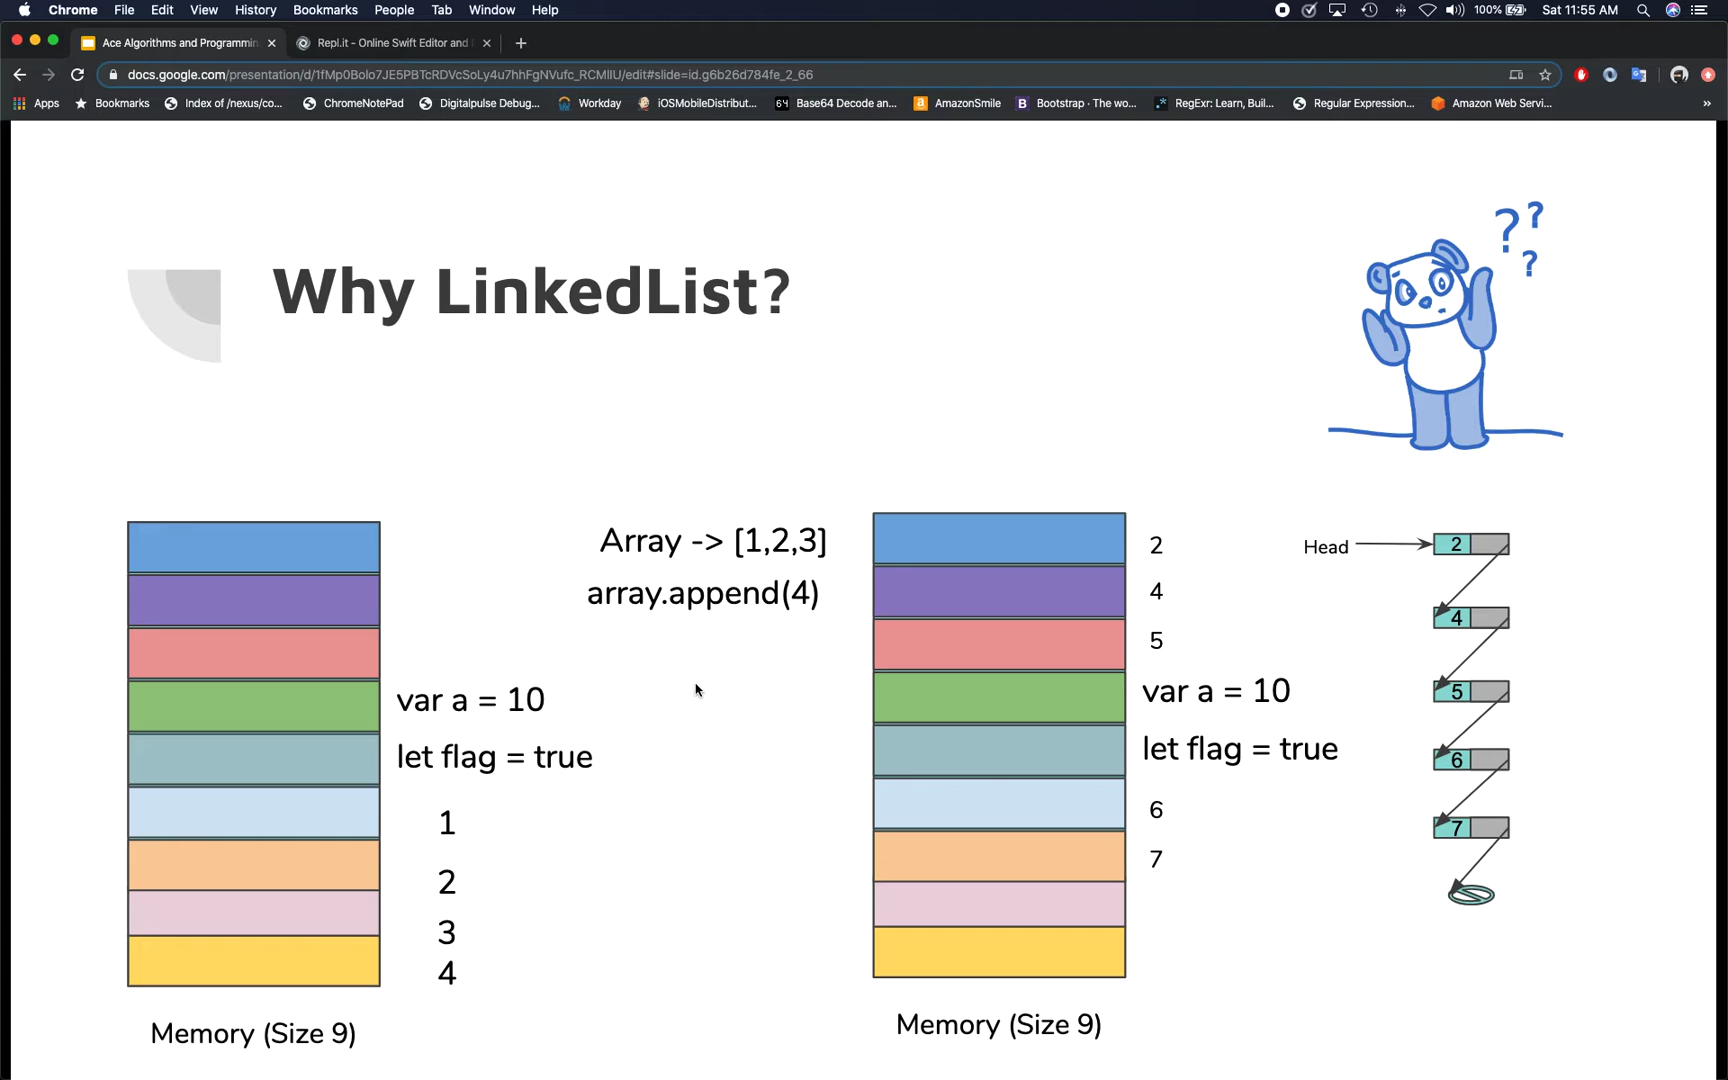 Chrome File Edit View History Bookmarks People Tab Window Help 100% Sat 11:55 AM
Ace Algorithms and Programmin Repl.it - Online Swift Editor and
docs.google.com/presentation/d/1fMp0Bolo7JE5PBTcRDVcSoLy4u7hhFgNVufc_RCMlIU/edit#slide=id.g6b26d784fe_2_66
Apps Bookmarks Index of /nexus/co... ChromeNotePad Digitalpulse Debug... Workday iOSMobileDistribut... 64 Base64 Decode an... a AmazonSmile B Bootstrap · The wo... .* RegExr: Learn, Buil... Regular Expression... Amazon Web Servi... »
? ? ?
Why LinkedList?
Array -> [1,2,3]
array.append(4)
var a = 10
let flag = true
1
2
3
4
Memory (Size 9)
2
4
5
var a = 10
let flag = true
6
7
Memory (Size 9)
Head
2
4
5
6
7